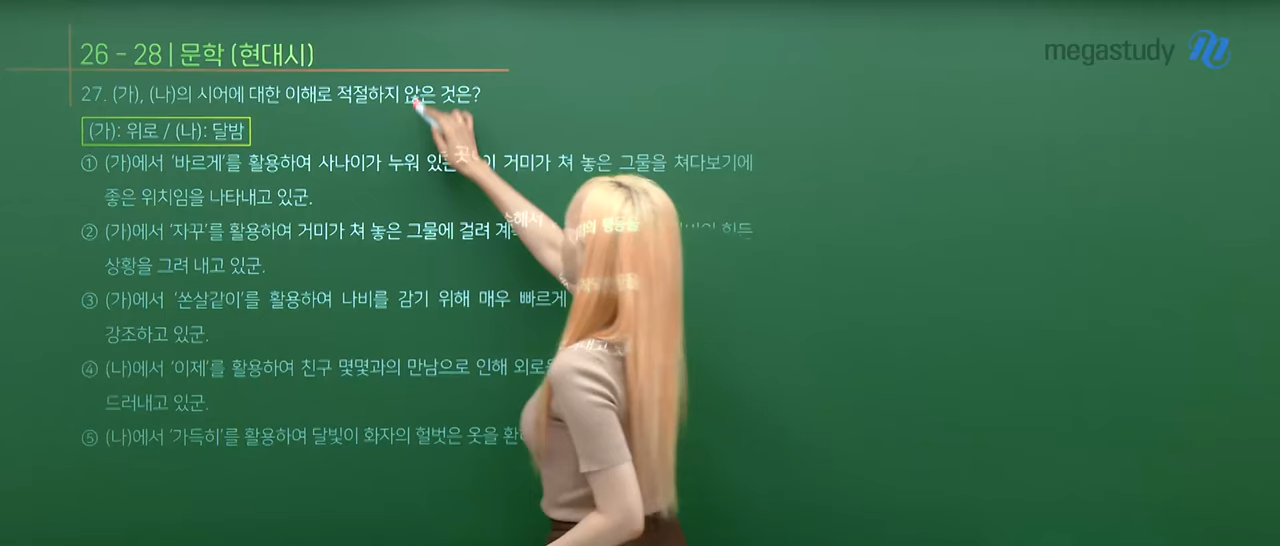 26 - 28 | 문학 (현대시)
megastudy
27. (가), (나)의 시어에 대한 이해로 적절하지 않은 것은?
(가): 위로 / (나): 달밤
① (가)에서 '바르게'를 활용하여 사나이가 누워 있는 곳이 거미가 쳐 놓은 그물을 쳐다보기에
좋은 위치임을 나타내고 있군.
② (가)에서 '자꾸'를 활용하여 거미가 쳐 놓은 그물에 걸려 힘든
상황을 그려 내고 있군.
③ (가)에서 '쏜살같이'를 활용하여 나비를 감기 위해 매우 빠르게
강조하고 있군.
④ (나)에서 '이제'를 활용하여 친구 몇몇과의 만남으로 인해
드러내고 있군.
⑤ (나)에서 '가득히'를 활용하여 달빛이 화자의 헐벗은 옷을